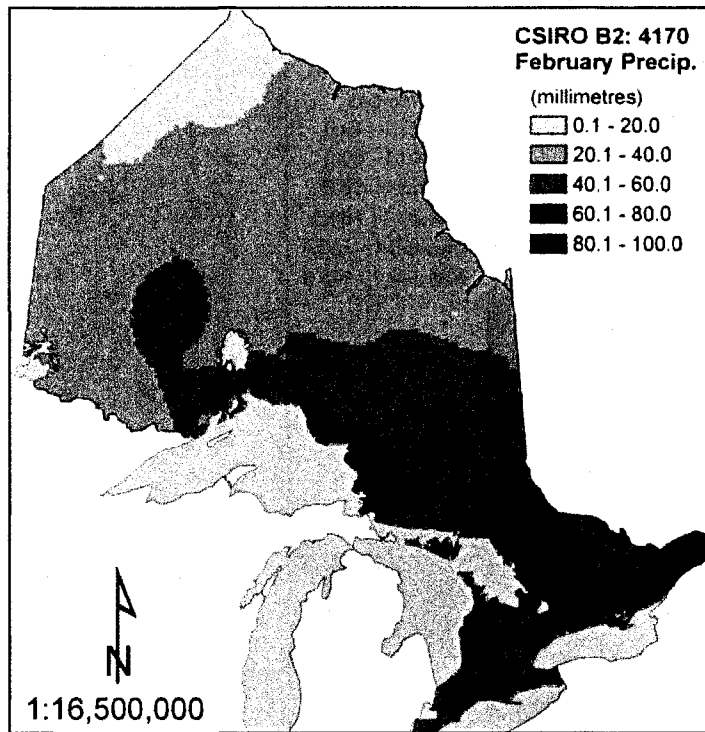 CSIRO B2: 4170
February Precip.
(millimetres)
0.1 - 20.0
20.1 - 40.0
40.1 - 60.0
60.1 - 80.0
80.1 - 100.0
N
1:16,500,000